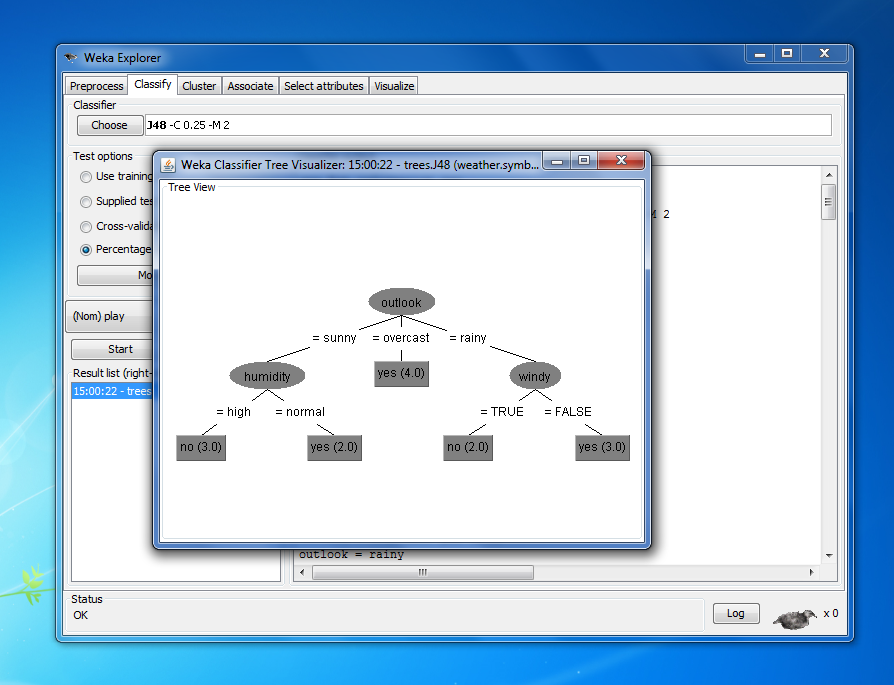 Weka Explorer
Preprocess Classify Cluster Associate Select attributes Visualize
Classifier
Choose J48 -C 0.25 -M 2
Test options
Use training
Supplied
Cross-valida
Percentage
Mo
(Nom) play
Start
Result list (right-
15:00:22 - trees
Weka Classifier Tree Visualizer: 15:00:22 - trees.J48 (weather.symb...
Tree View
outlook
= sunny = overcast = rainy
humidity yes (4.0) windy
= high = normal = TRUE = FALSE
no (3.0) yes (2.0) no (2.0) yes (3.0)
M 2
outlook = rainy
Status
OK
Log x 0